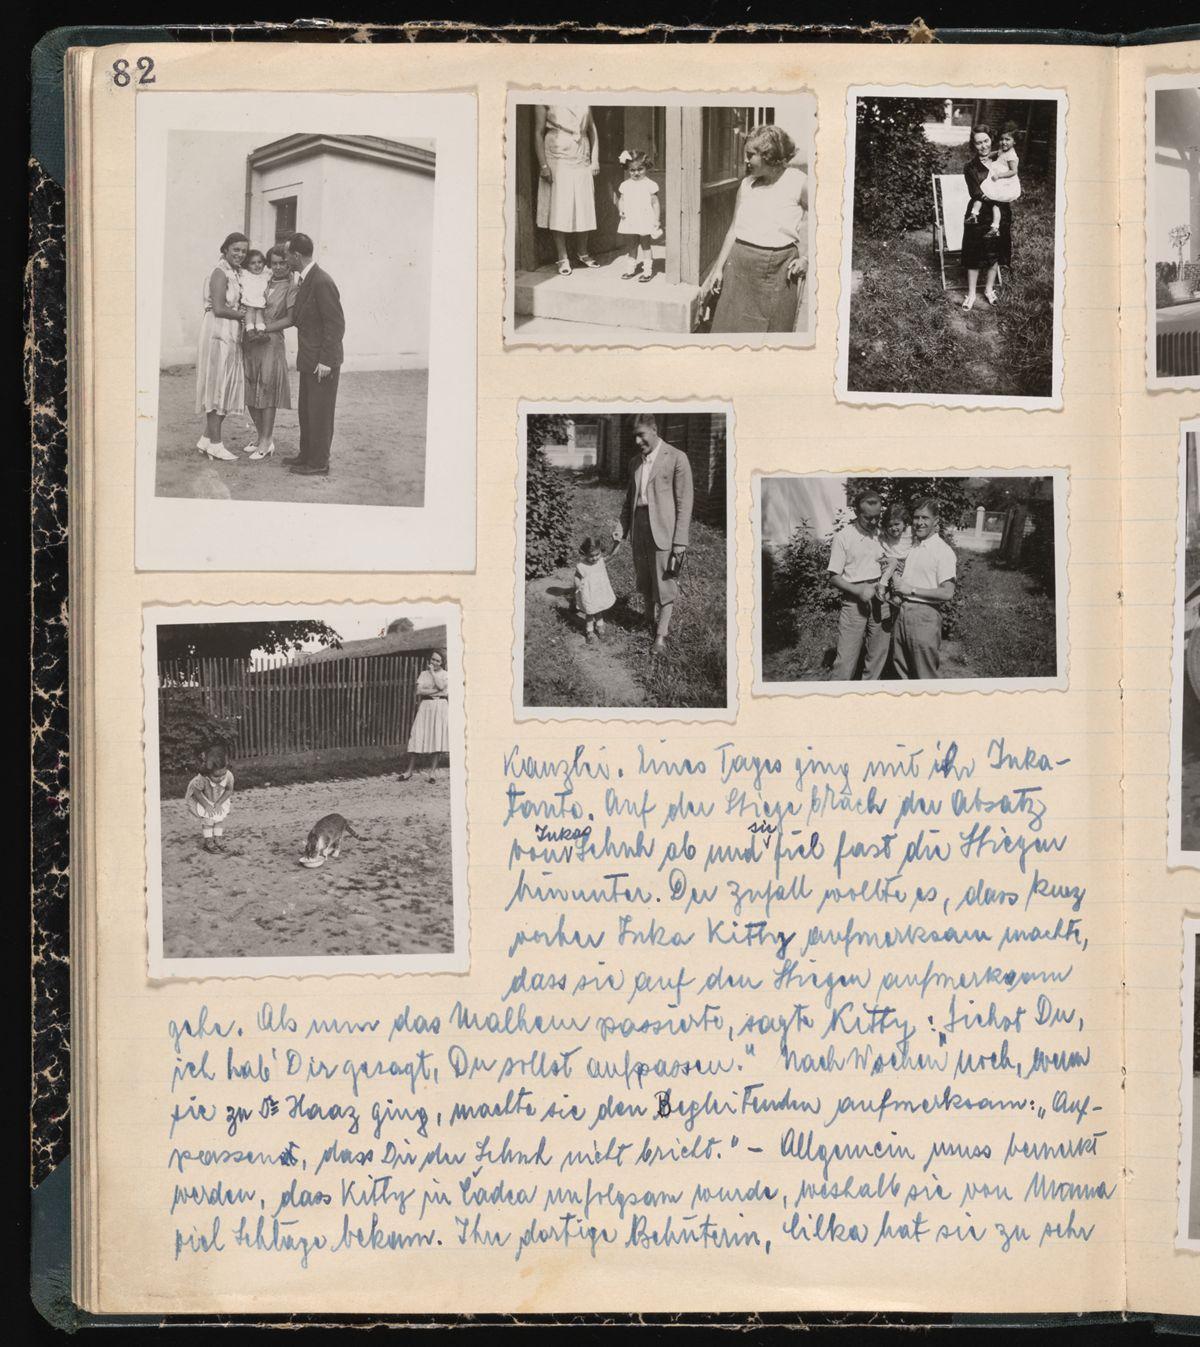 82
Kanzlei. Eines Tages ging mit ihr Inka-
tante. Auf der Stiege brach der Absatz
vom Inkas Schuh ab und sie fiel fast die Stiegen
hinunter. Der Zufall wollte es, dass kurz
vorher Inka Kitty aufmerksam machte,
dass sie auf den Stiegen aufmerksam
gehe. Als nun das Malheur passierte, sagte Kitty: „Siehst Du,
ich hab' Dir gesagt, Du sollst aufpassen." Nach Wochen noch, wenn
sie zu Dr Haaz ging, machte sie den Begleitenden aufmerksam: „Auf-
passen, dass Dir der Schuh nicht bricht." – Allgemein muss bemerkt
werden, dass Kitty in Čadca unfolgsam wurde, weshalb sie von Mama
viel Schläge bekam. Ihre dortige Behüterin, Cilka hat sie zu sehr